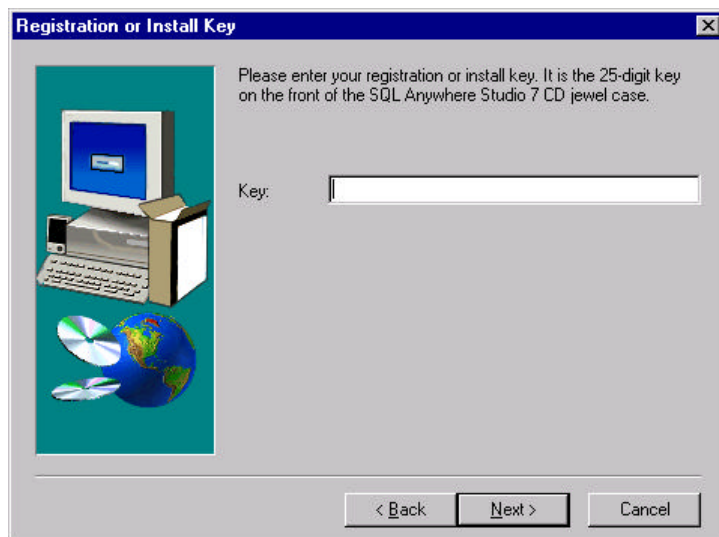 Registration or Install Key
Please enter your registration or install key. It is the 25-digit key
on the front of the SQL Anywhere Studio 7 CD jewel case.
Key:
< Back
Next >
Cancel